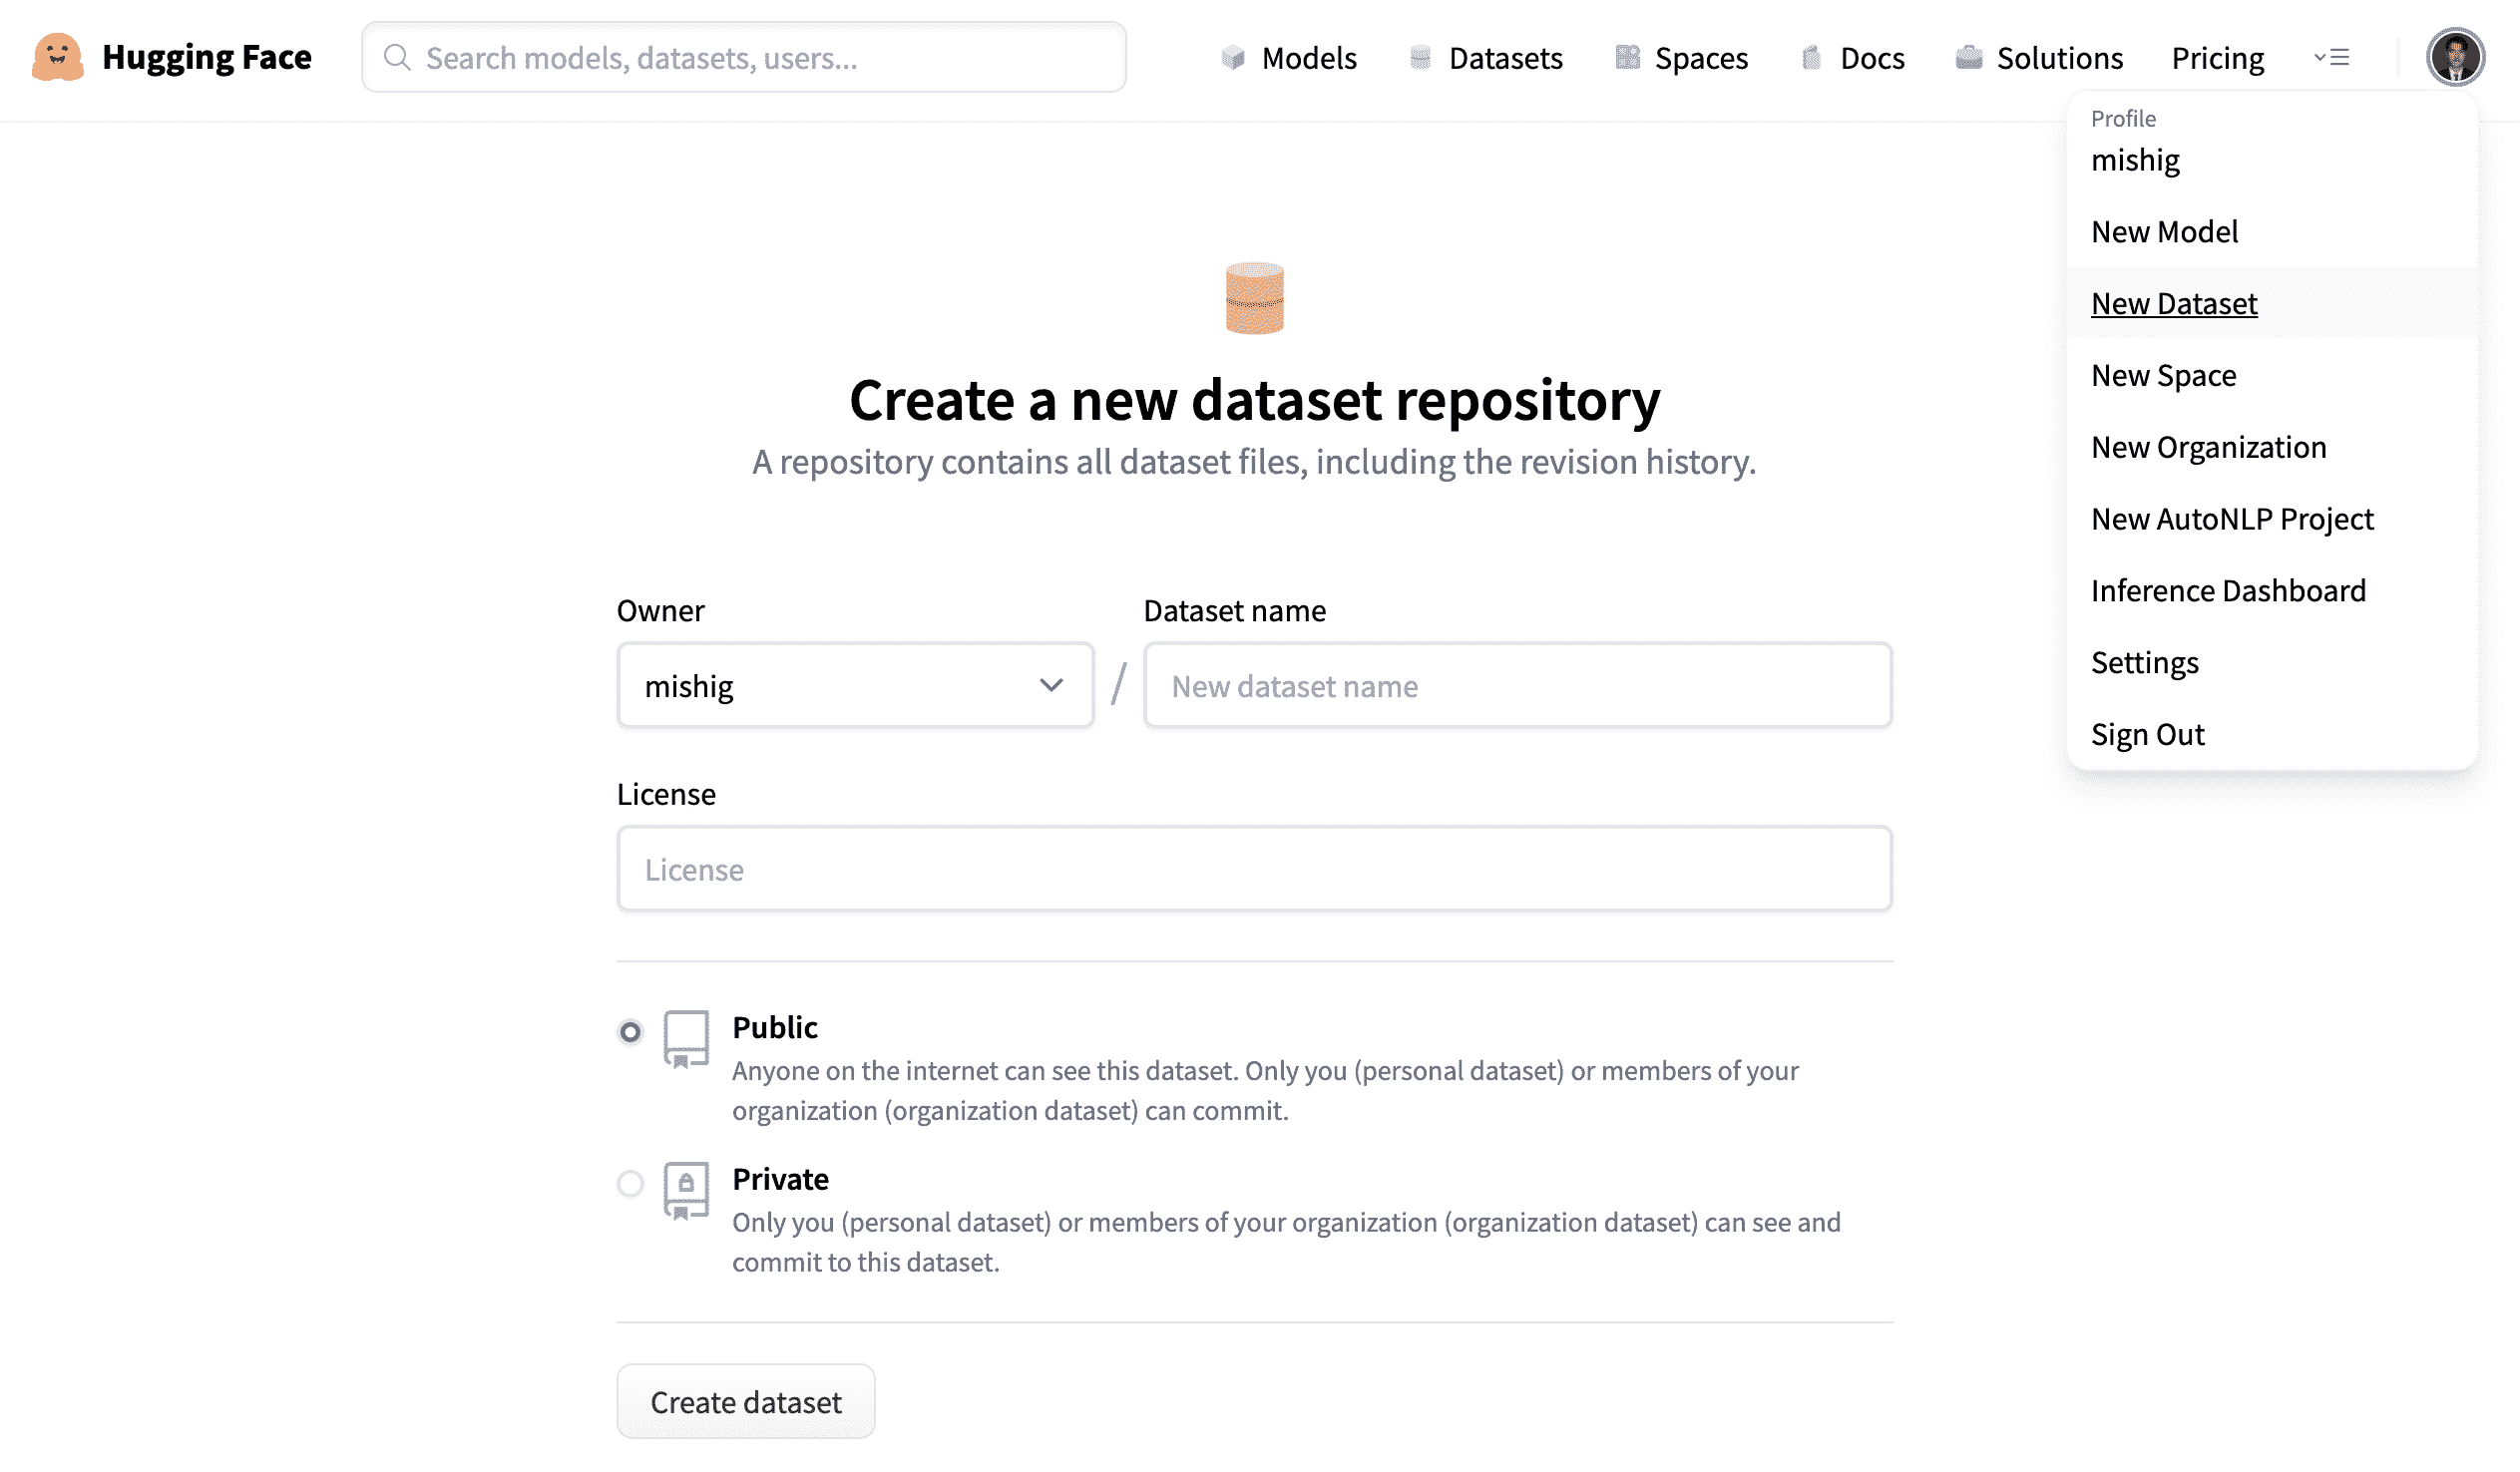 Hugging Face
Search models, datasets, users...
Models
Datasets
Spaces
Docs
Solutions
Pricing
Profile
mishig
New Model
New Dataset
New Space
New Organization
New AutoNLP Project
Inference Dashboard
Settings
Sign Out
Create a new dataset repository
A repository contains all dataset files, including the revision history.
Owner
Dataset name
mishig
/
New dataset name
License
License
Public
Anyone on the internet can see this dataset. Only you (personal dataset) or members of your
organization (organization dataset) can commit.
Private
Only you (personal dataset) or members of your organization (organization dataset) can see and
commit to this dataset.
Create dataset